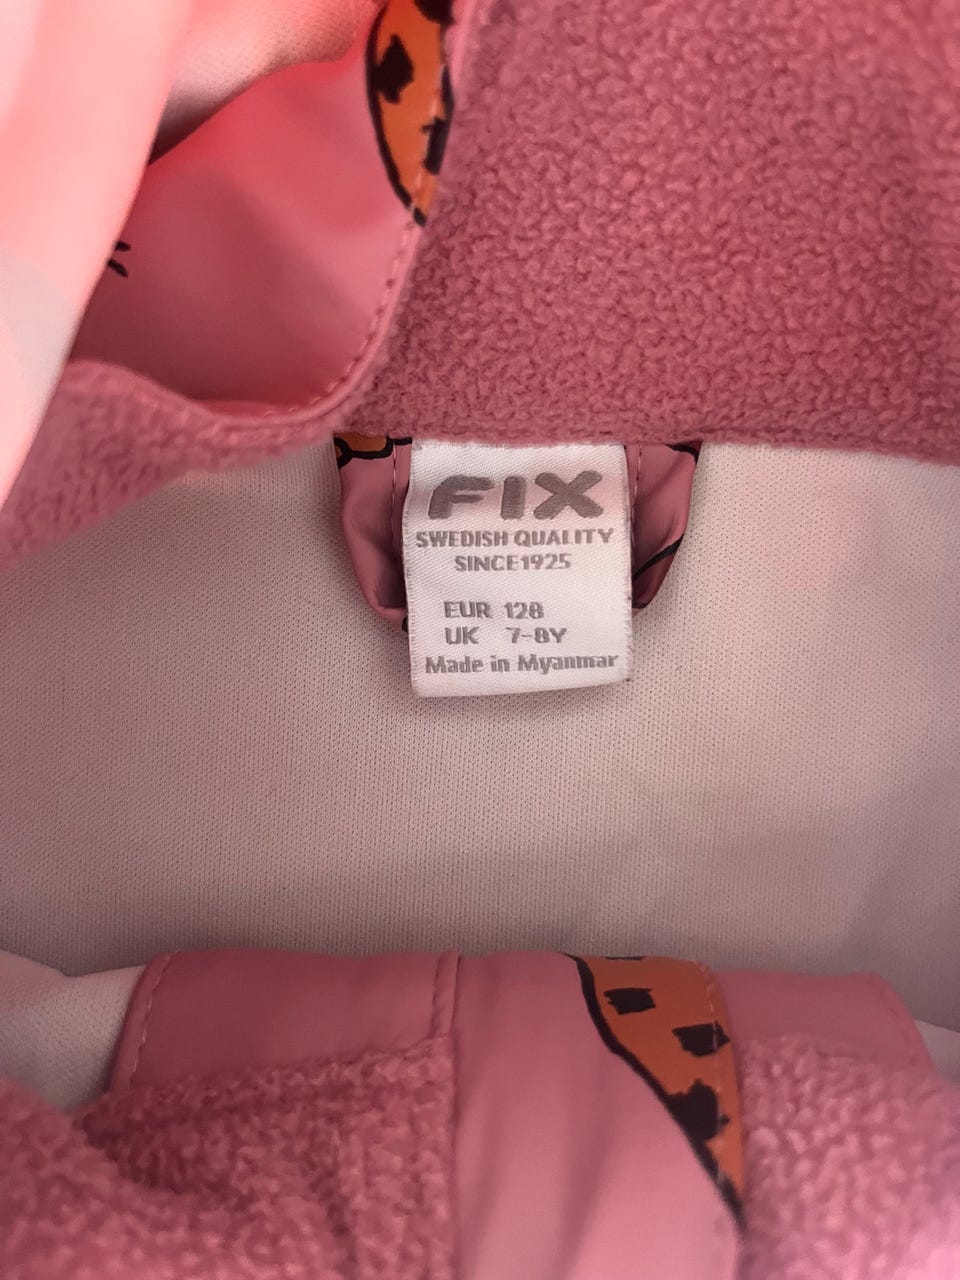 FIX
SWEDISH QUALITY
SINCE1925
EUR 128
UK 7-8Y
Made in Myanmar